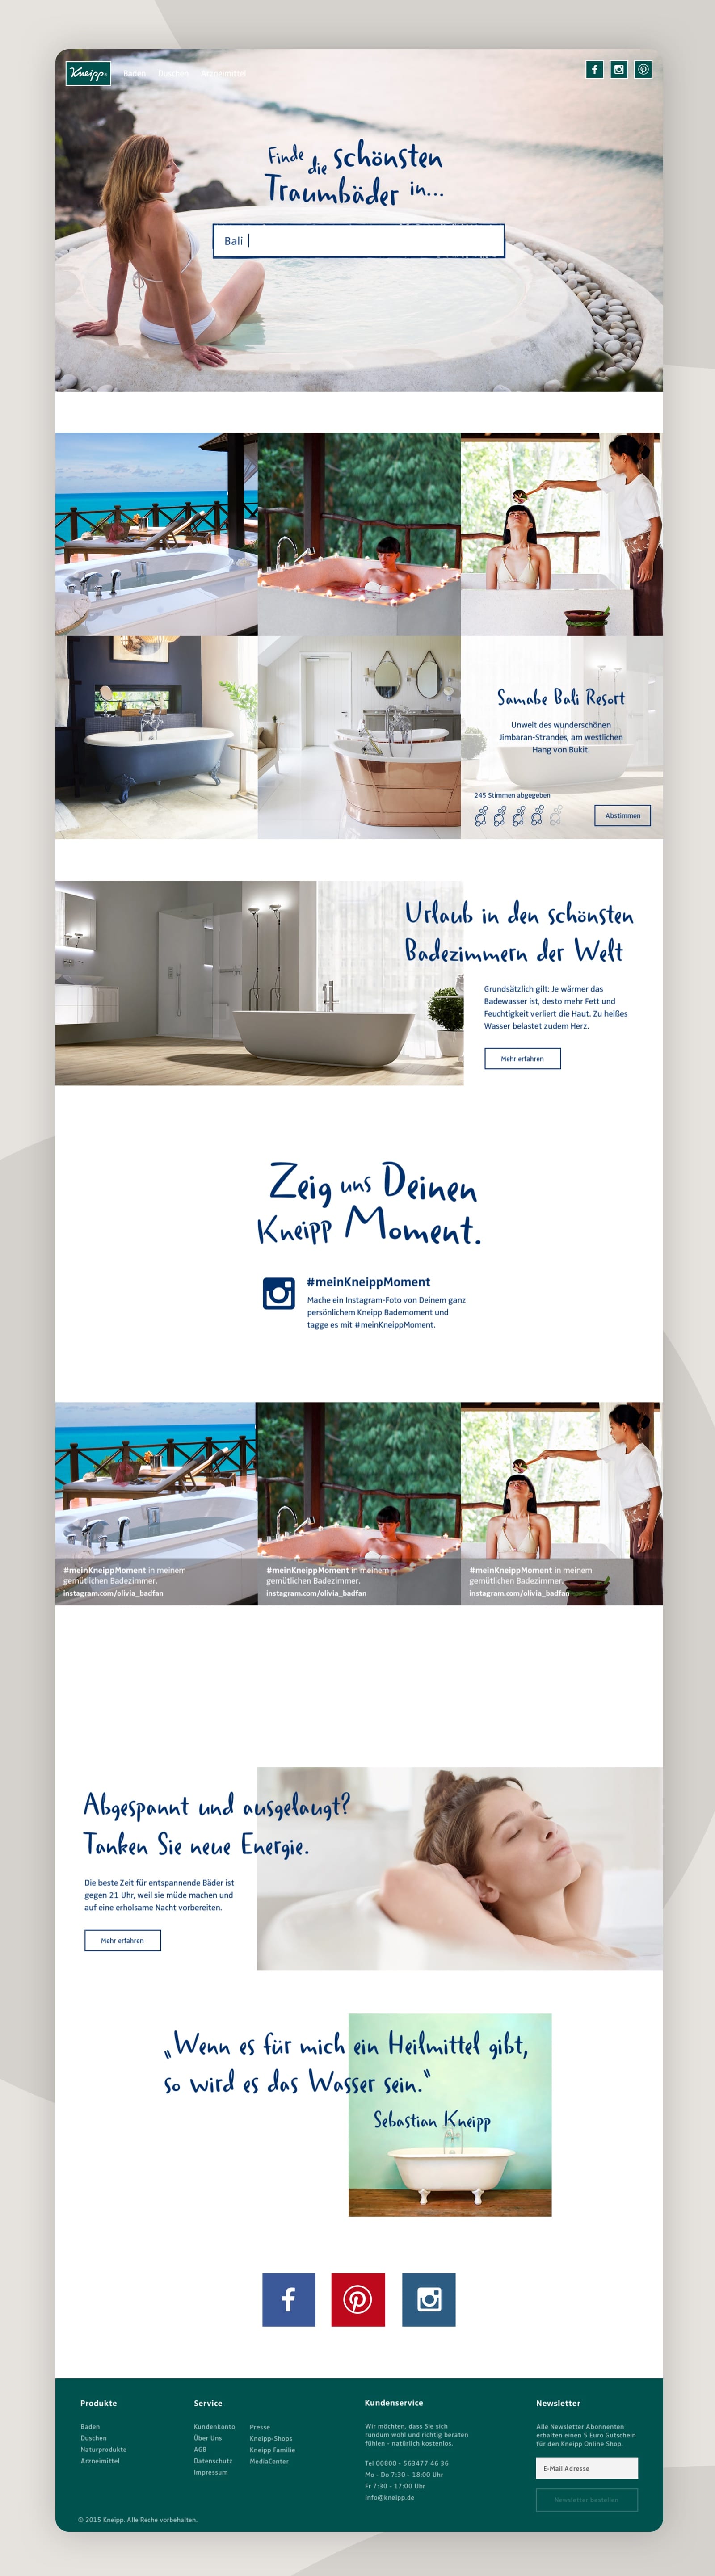 Kneipp®
Baden Duschen Arzneimittel
Finde die schönsten
Traumbäder in...
Bali
Samabe Bali Resort
Unweit des wunderschönen
Jimbaran-Strandes, am westlichen
Hang von Bukit.
245 Stimmen abgegeben
Abstimmen
Urlaub in den schönsten
Badezimmern der Welt
Grundsätzlich gilt: Je wärmer das
Badewasser ist, desto mehr Fett und
Feuchtigkeit verliert die Haut. Zu heißes
Wasser belastet zudem Herz.
Mehr erfahren
Zeig uns Deinen
Kneipp Moment.
#meinKneippMoment
Mache ein Instagram-Foto von Deinem ganz
persönlichem Kneipp Bademoment und
tagge es mit #meinKneippMoment.
#meinKneippMoment in meinem
gemütlichen Badezimmer.
instagram.com/olivia_badfan
#meinKneippMoment in meinem
gemütlichen Badezimmer.
instagram.com/olivia_badfan
#meinKneippMoment in meinem
gemütlichen Badezimmer.
instagram.com/olivia_badfan
Abgespannt und ausgelaugt?
Tanken Sie neue Energie.
Die beste Zeit für entspannende Bäder ist
gegen 21 Uhr, weil sie müde machen und
auf eine erholsame Nacht vorbereiten.
Mehr erfahren
„Wenn es für mich ein Heilmittel gibt,
so wird es das Wasser sein.“
Sebastian Kneipp
Produkte
Baden
Duschen
Naturprodukte
Arzneimittel
Service
Kundenkonto
Über Uns
AGB
Datenschutz
Impressum
Presse
Kneipp-Shops
Kneipp Familie
MediaCenter
Kundenservice
Wir möchten, dass Sie sich
rundum wohl und richtig beraten
fühlen - natürlich kostenlos.
Tel 00800 - 563477 46 36
Mo - Do 7:30 - 18:00 Uhr
Fr 7:30 - 17:00 Uhr
info@kneipp.de
Newsletter
Alle Newsletter Abonnenten
erhalten einen 5 Euro Gutschein
für den Kneipp Online Shop.
E-Mail Adresse
Newsletter bestellen
© 2015 Kneipp. Alle Reche vorbehalten.